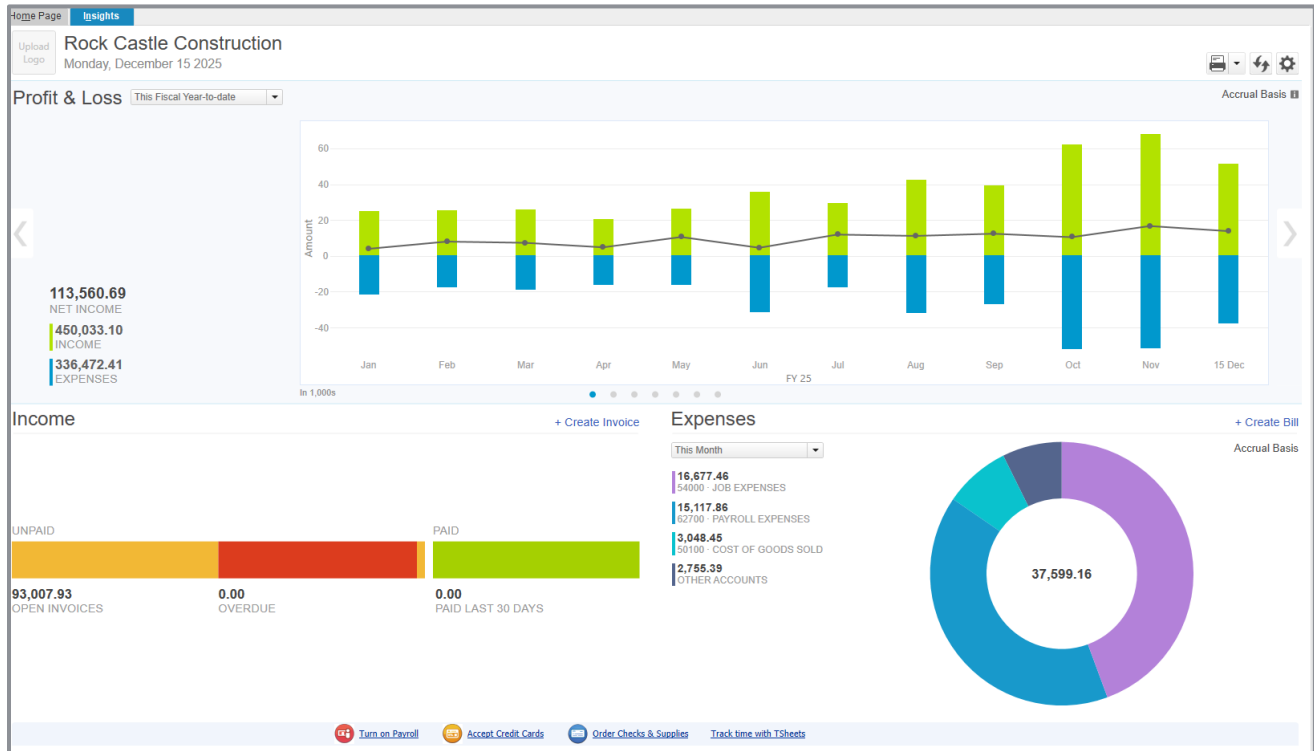 Home Page Insights
Upload Logo
Rock Castle Construction
Monday, December 15 2025
Profit & Loss This Fiscal Year-to-date
Accrual Basis
60
40
20
0
-20
-40
Amount
Jan Feb Mar Apr May Jun Jul Aug Sep Oct Nov 15 Dec
FY 25
In 1,000s
113,560.69
NET INCOME
450,033.10
INCOME
336,472.41
EXPENSES
Income
+ Create Invoice
UNPAID
PAID
93,007.93
OPEN INVOICES
0.00
OVERDUE
0.00
PAID LAST 30 DAYS
Expenses
+ Create Bill
This Month
Accrual Basis
16,677.46
54000 · JOB EXPENSES
15,117.86
62700 · PAYROLL EXPENSES
3,048.45
50100 · COST OF GOODS SOLD
2,755.39
OTHER ACCOUNTS
37,599.16
Turn on Payroll Accept Credit Cards Order Checks & Supplies Track time with TSheets